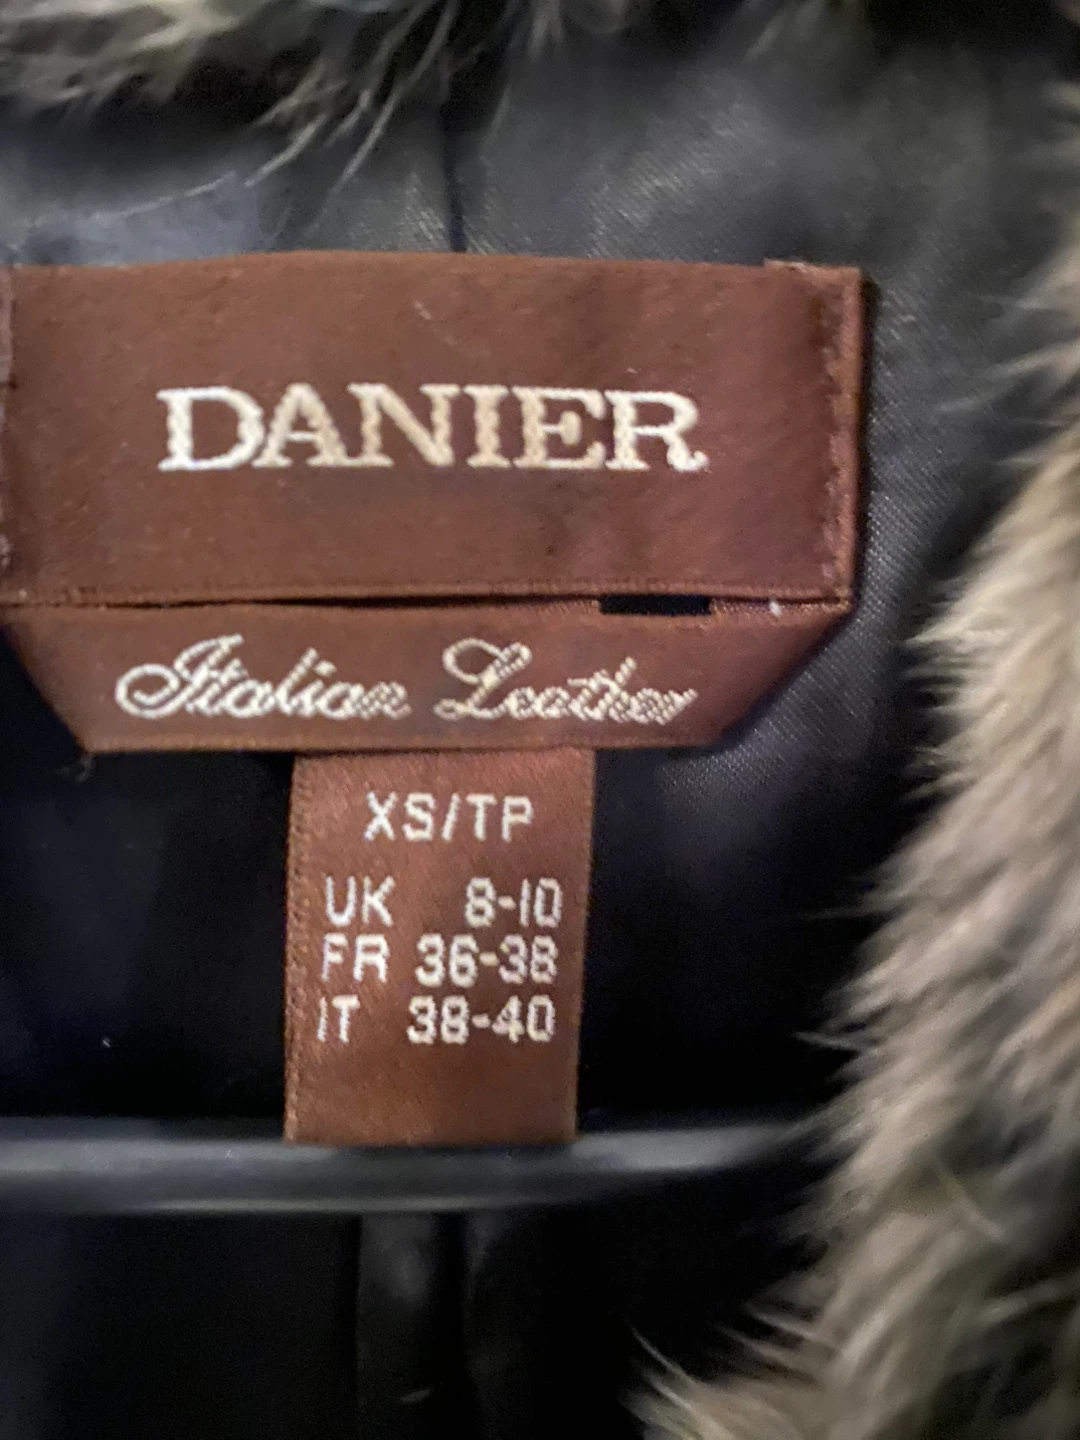 DANIER
Italian Leather
XS/TP
UK 8-10
FR 36-38
IT 38-40